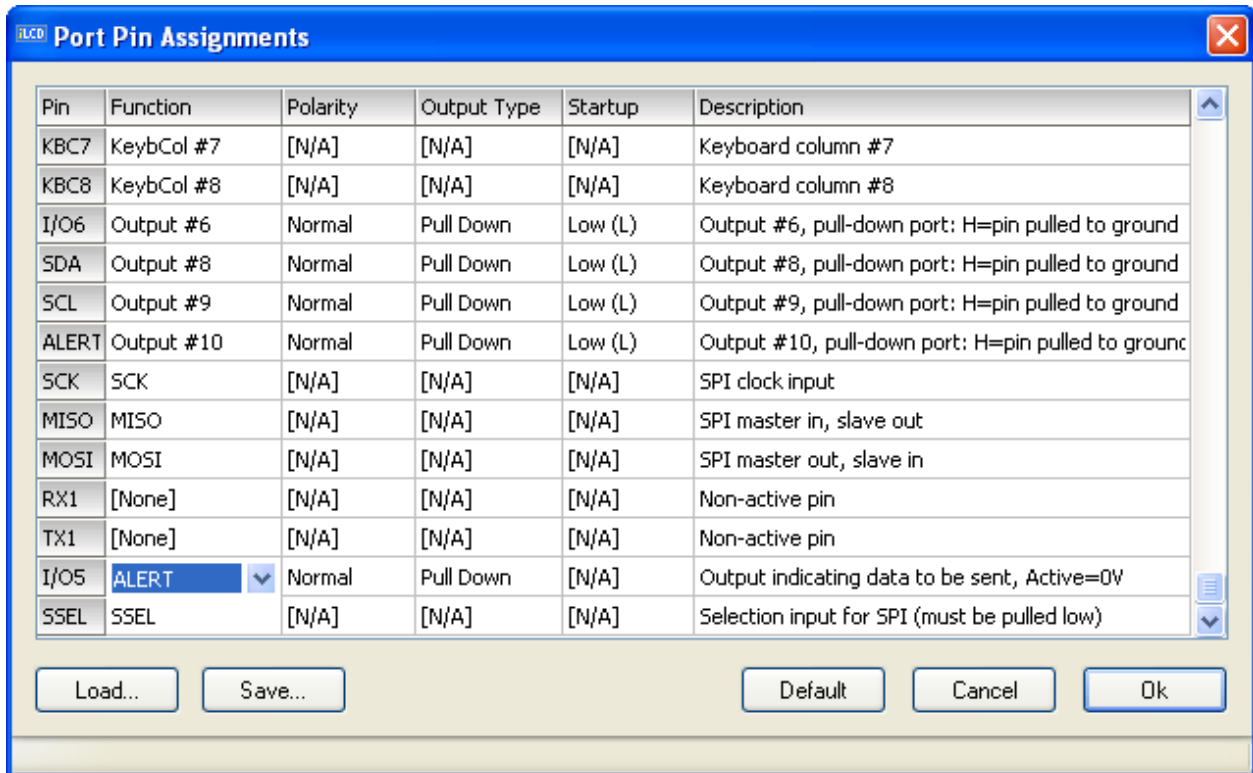 iLCD Port Pin Assignments
Pin Function Polarity Output Type Startup Description
KBC7 KeybCol #7 [N/A] [N/A] [N/A] Keyboard column #7
KBC8 KeybCol #8 [N/A] [N/A] [N/A] Keyboard column #8
I/O6 Output #6 Normal Pull Down Low (L) Output #6, pull-down port: H=pin pulled to ground
SDA Output #8 Normal Pull Down Low (L) Output #8, pull-down port: H=pin pulled to ground
SCL Output #9 Normal Pull Down Low (L) Output #9, pull-down port: H=pin pulled to ground
ALERT Output #10 Normal Pull Down Low (L) Output #10, pull-down port: H=pin pulled to groun
SCK SCK [N/A] [N/A] [N/A] SPI clock input
MISO MISO [N/A] [N/A] [N/A] SPI master in, slave out
MOSI MOSI [N/A] [N/A] [N/A] SPI master out, slave in
RX1 [None] [N/A] [N/A] [N/A] Non-active pin
TX1 [None] [N/A] [N/A] [N/A] Non-active pin
I/O5 ALERT Normal Pull Down [N/A] Output indicating data to be sent, Active=0V
SSEL SSEL [N/A] [N/A] [N/A] Selection input for SPI (must be pulled low)
Load... Save... Default Cancel Ok